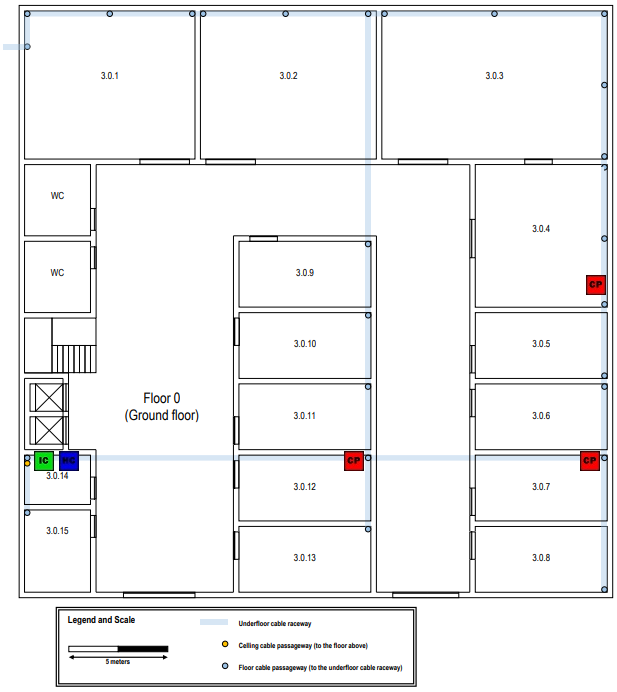 3.0.1
3.0.2
3.0.3
WC
3.0.4
WC
3.0.9
CP
3.0.10
3.0.5
Floor 0
(Ground floor)
3.0.11
3.0.6
IC
CP
CP
3.0.14
3.0.12
3.0.7
3.0.15
3.0.13
3.0.8
Legend and Scale
Underfloor cable raceway
Celling cable passageway (to the floor above)
5 meters
Floor cable passageway (to the underfloor cable raceway)